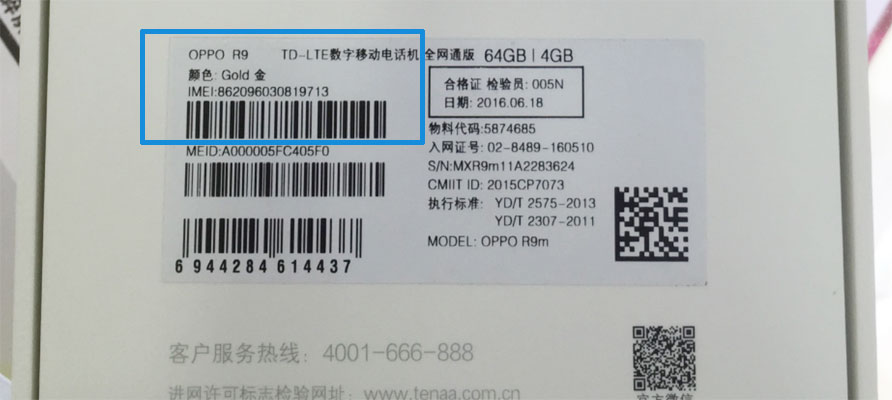 OPPO R9 TD-LTE数字移动电话机 全网通版 64GB | 4GB
颜色: Gold 金
IMEI:862096030819713
MEID:A000005FC405F0
6 944284 614437
合格证 检验员: 005N
日期: 2016.06.18
物料代码:5874685
入网证号: 02-8489-160510
S/N:MXR9m11A2283624
CMIIT ID: 2015CP7073
执行标准: YD/T 2575-2013
YD/T 2307-2011
MODEL: OPPO R9m
客户服务热线: 4001-666-888
进网许可标志检验网址: www.tenaa.com.cn
官方微信